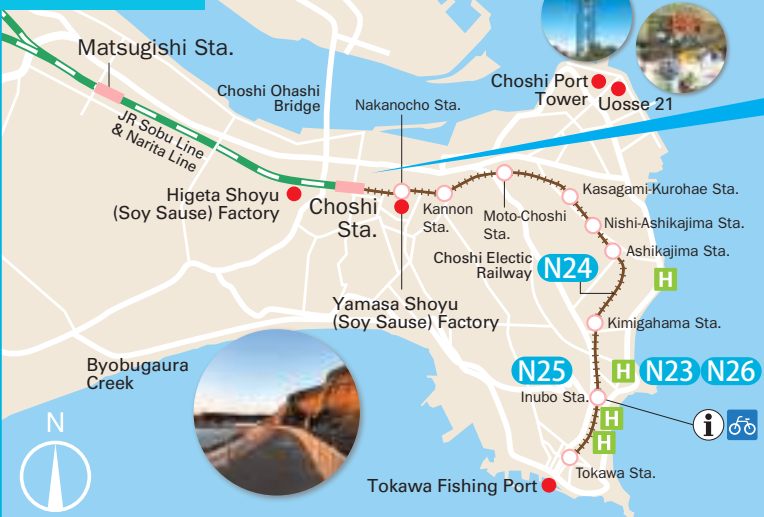 Matsugishi Sta.
Choshi Ohashi
Bridge
Nakanocho Sta.
Choshi Port
Tower
Uosse 21
JR Sobu Line
& Narita Line
Higeta Shoyu
(Soy Sause) Factory
Choshi
Sta.
Kannon
Sta.
Moto-Choshi
Sta.
Kasagami-Kurohae Sta.
Nishi-Ashikajima Sta.
Ashikajima Sta.
Choshi Electic
Railway
N24
H
Yamasa Shoyu
(Soy Sause) Factory
Kimigahama Sta.
Byobugaura
Creek
N25
H
N23
N26
Inubo Sta.
H
H
i
N
Tokawa Sta.
Tokawa Fishing Port